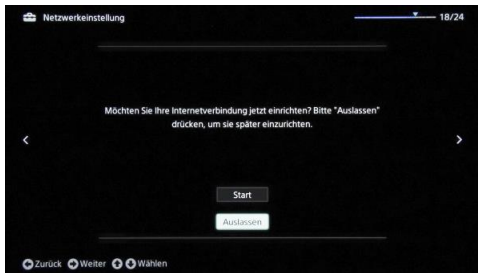 Netzwerkeinstellung
18/24
Möchten Sie Ihre Internetverbindung jetzt einrichten? Bitte "Auslassen"
drücken, um sie später einzurichten.
Start
Auslassen
Zurück Weiter Wählen